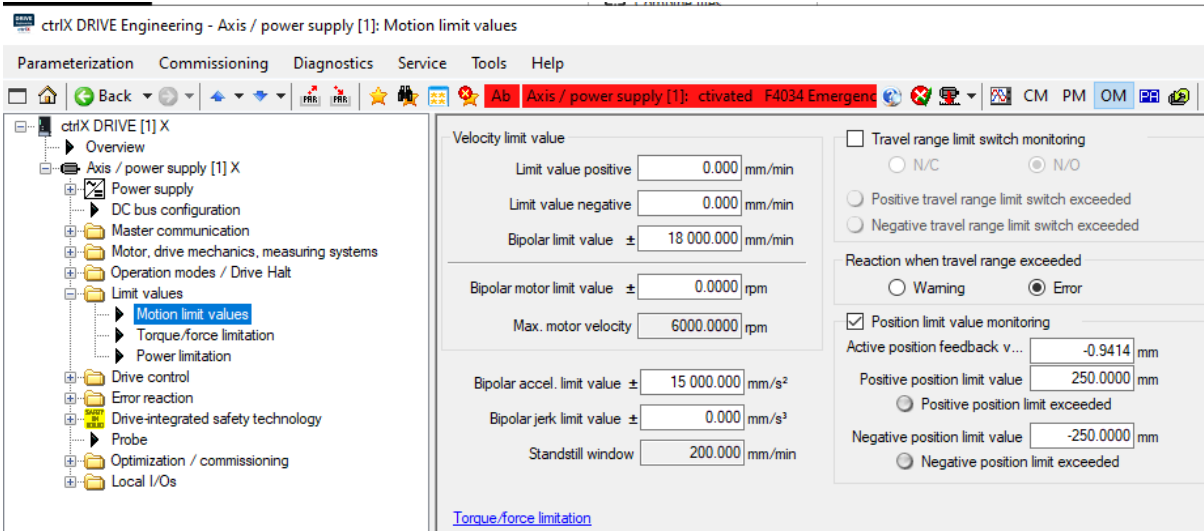 ctrlX DRIVE Engineering - Axis / power supply [1]: Motion limit values
Parameterization Commissioning Diagnostics Service Tools Help
Back PAR PAR Ab Axis / power supply [1]: ctivated F4034 Emergenc CM PM OM
ctrlX DRIVE [1] X
Overview
Axis / power supply [1] X
Power supply
DC bus configuration
Master communication
Motor, drive mechanics, measuring systems
Operation modes / Drive Halt
Limit values
Motion limit values
Torque/force limitation
Power limitation
Drive control
Error reaction
Drive-integrated safety technology
Probe
Optimization / commissioning
Local I/Os
Velocity limit value
Limit value positive 0.000 mm/min
Limit value negative 0.000 mm/min
Bipolar limit value ± 18 000.000 mm/min
Bipolar motor limit value ± 0.0000 rpm
Max. motor velocity 6000.0000 rpm
Bipolar accel. limit value ± 15 000.000 mm/s²
Bipolar jerk limit value ± 0.000 mm/s³
Standstill window 200.000 mm/min
Torque/force limitation
Travel range limit switch monitoring
N/C N/O
Positive travel range limit switch exceeded
Negative travel range limit switch exceeded
Reaction when travel range exceeded
Warning Error
Position limit value monitoring
Active position feedback v... -0.9414 mm
Positive position limit value 250.0000 mm
Positive position limit exceeded
Negative position limit value -250.0000 mm
Negative position limit exceeded